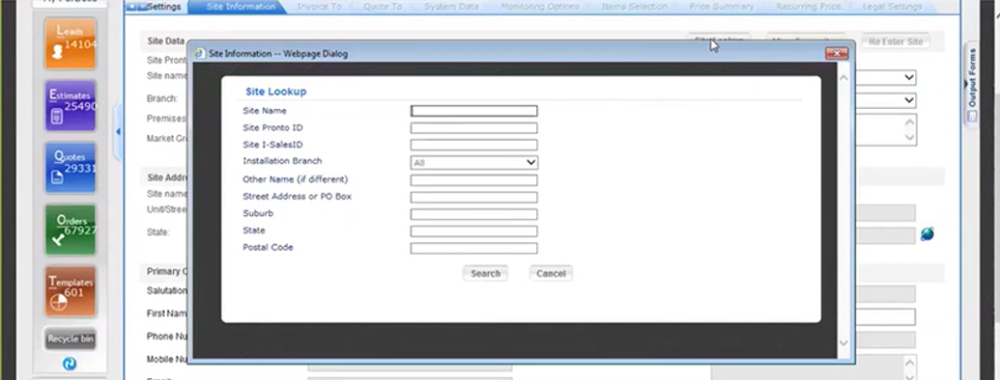 My Portfolio
Settings
Site Information
Invoice To
Quote To
System Data
Monitoring Options
Items Selection
Price Summary
Recurring Price
Legal Settings
Leads
14104
Estimates
25490
Quotes
29331
Orders
67927
Templates
601
Recycle bin
Site Data
Re Enter Site
Site Pront
Site name
Branch:
Premises
Market Gr
Site Addre
Site name
Unit/Stree
State:
Primary C
Salutation
First Nam
Phone Nu
Mobile Nu
Output Forms
Site Information -- Webpage Dialog
Site Lookup
Site Name
Site Pronto ID
Site I-SalesID
Installation Branch
All
Other Name (if different)
Street Address or PO Box
Suburb
State
Postal Code
Search
Cancel